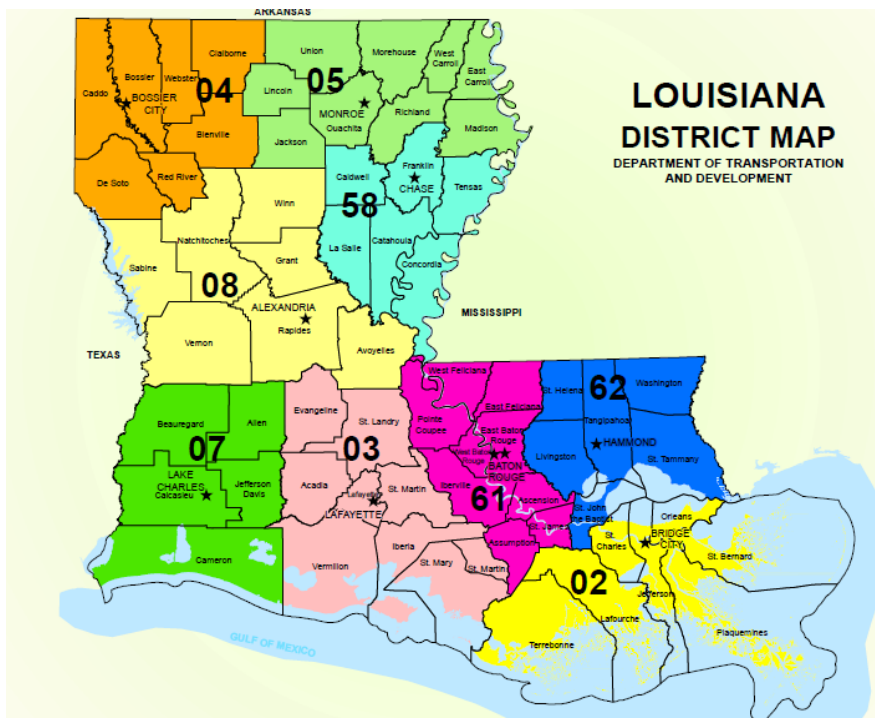 ARKANSAS
LOUISIANA
DISTRICT MAP
DEPARTMENT OF TRANSPORTATION
AND DEVELOPMENT
Caddo
Bossier
Webster
Claiborne
04
BOSSIER
CITY
Bienville
De Soto
Red River
Union
Morehouse
West
Carroll
East
Carroll
Lincoln
05
MONROE
Ouachita
Richland
Madison
Jackson
Caldwell
Franklin
CHASE
Tensas
58
La Salle
Catahoula
Concordia
Winn
Natchitoches
Grant
Sabine
08
ALEXANDRIA
Rapides
Vernon
Avoyelles
MISSISSIPPI
TEXAS
Beauregard
Allen
07
LAKE
CHARLES
Calcasieu
Jefferson
Davis
Cameron
Evangeline
St. Landry
03
Acadia
Lafayette
LAFAYETTE
St. Martin
Vermilion
Iberia
St. Mary
St. Martin
West Feliciana
East Feliciana
Pointe
Coupee
East Baton
Rouge
West Baton
Rouge
BATON
ROUGE
Iberville
61
Ascension
St. James
Assumption
St. Helena
62
Washington
Tangipahoa
HAMMOND
Livingston
St. Tammany
St. John
the Baptist
Orleans
St.
Charles
BRIDGE
CITY
St. Bernard
02
Jefferson
Lafourche
Plaquemines
Terrebonne
GULF OF MEXICO